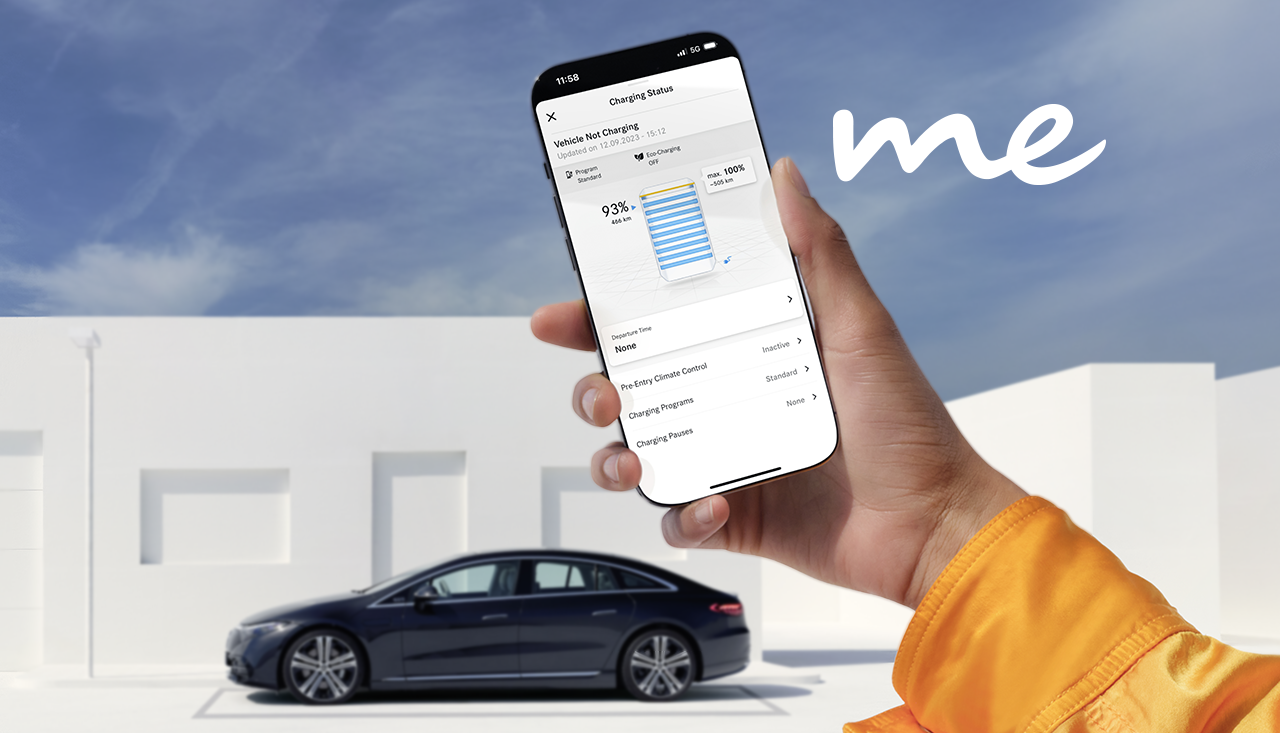 11:58
5G
Charging Status
Vehicle Not Charging
Updated on 12.09.2023 - 15:12
Program
Standard
Eco-Charging
OFF
93%
466 km
max. 100%
~505 km
Departure Time
None
Pre-Entry Climate Control Inactive
Charging Programs Standard
Charging Pauses None
me